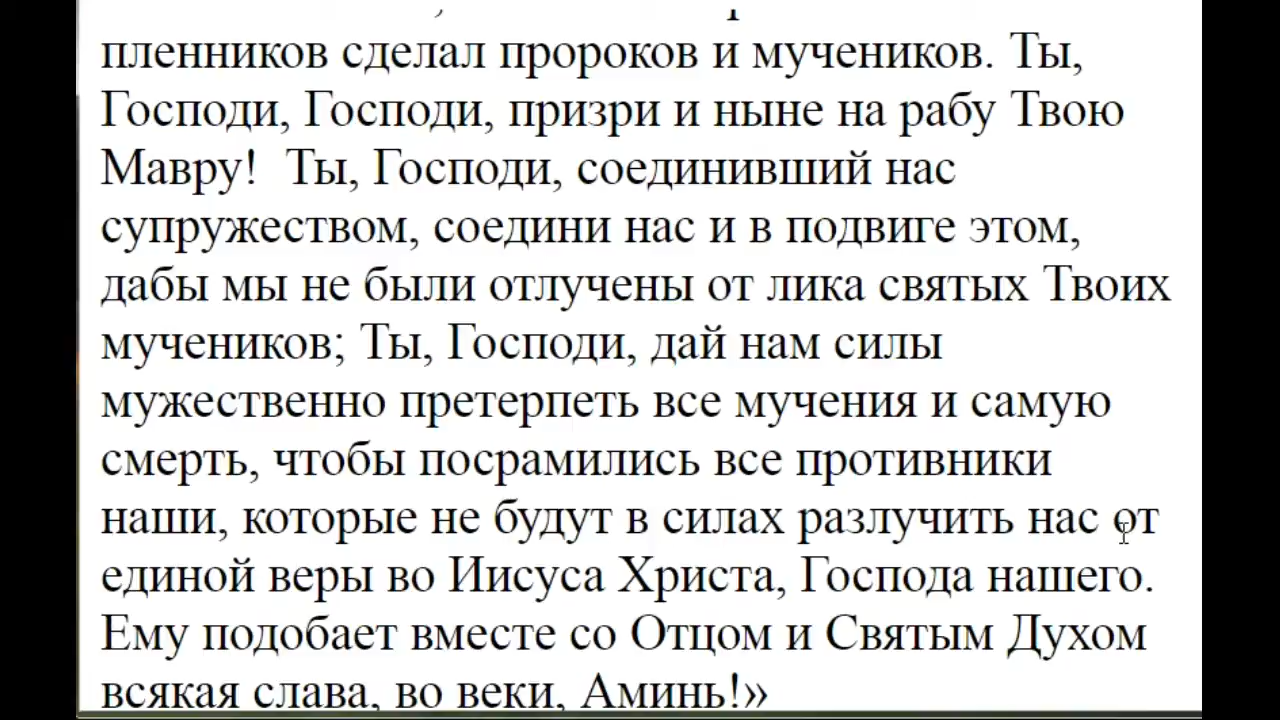 пленников сделал пророков и мучеников. Ты,
Господи, Господи, призри и ныне на рабу Твою
Мавру!  Ты, Господи, соединивший нас
супружеством, соедини нас и в подвиге этом,
дабы мы не были отлучены от лика святых Твоих
мучеников; Ты, Господи, дай нам силы
мужественно претерпеть все мучения и самую
смерть, чтобы посрамились все противники
наши, которые не будут в силах разлучить нас от
единой веры во Иисуса Христа, Господа нашего.
Ему подобает вместе со Отцом и Святым Духом
всякая слава, во веки, Аминь!»